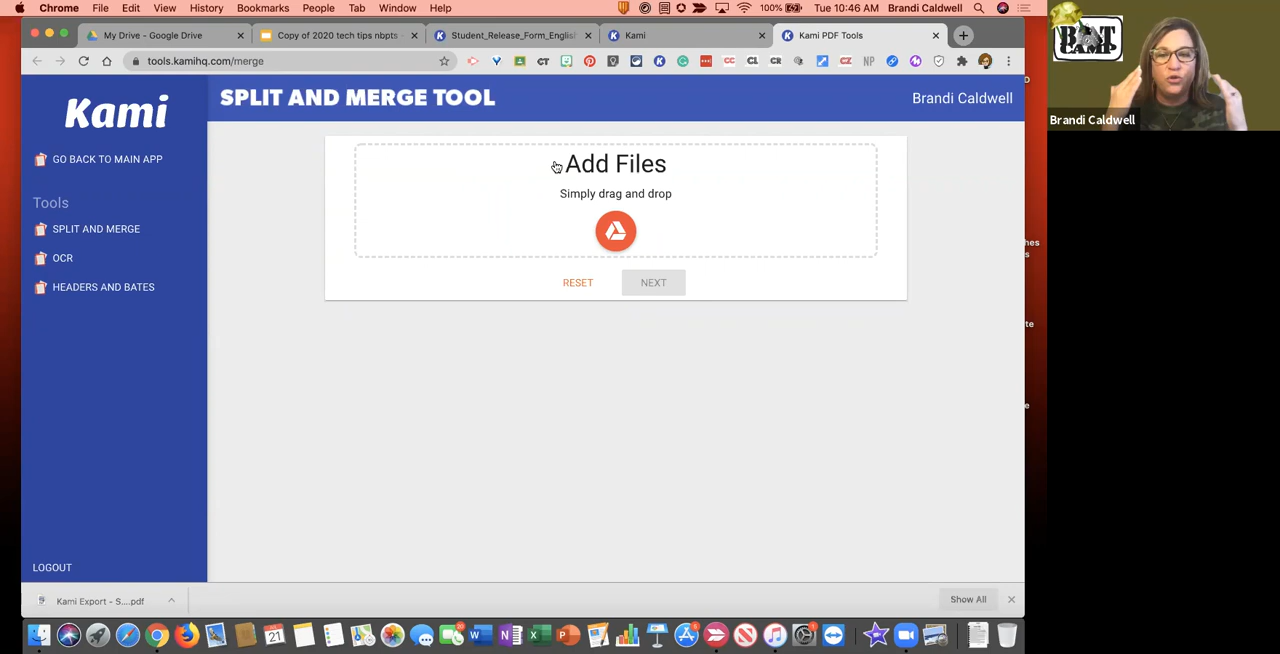 Chrome File Edit View History Bookmarks People Tab Window Help
100% Tue 10:46 AM Brandi Caldwell
My Drive - Google Drive
Copy of 2020 tech tips nbpts
Student_Release_Form_English
Kami
Kami PDF Tools
tools.kamihq.com/merge
Kami
SPLIT AND MERGE TOOL
Brandi Caldwell
GO BACK TO MAIN APP
Tools
SPLIT AND MERGE
OCR
HEADERS AND BATES
LOGOUT
Add Files
Simply drag and drop
RESET
NEXT
Kami Export - S....pdf
Show All
Brandi Caldwell